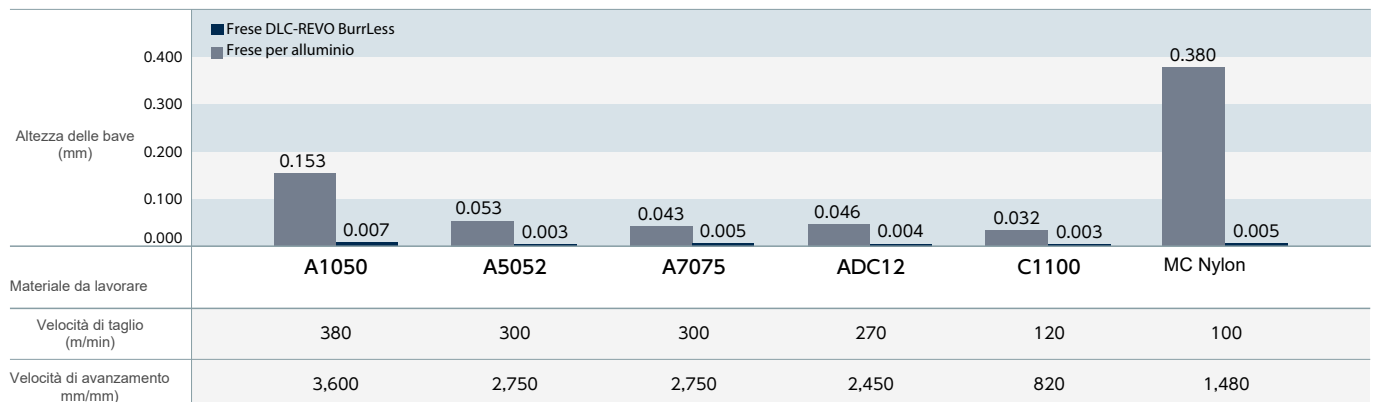 Frese DLC-REVO BurrLess
Frese per alluminio
Altezza delle bave
(mm)
0.400
0.300
0.200
0.100
0.000
0.153
0.007
0.053
0.003
0.043
0.005
0.046
0.004
0.032
0.003
0.380
0.005
Materiale da lavorare
A1050 A5052 A7075 ADC12 C1100 MC Nylon
Velocità di taglio
(m/min)
380 300 300 270 120 100
Velocità di avanzamento
mm/mm)
3,600 2,750 2,750 2,450 820 1,480